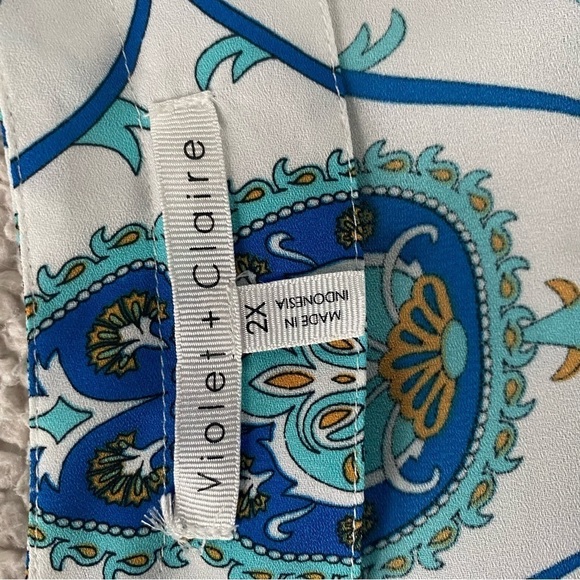 Violet+Claire
2X
MADE IN
INDONESIA